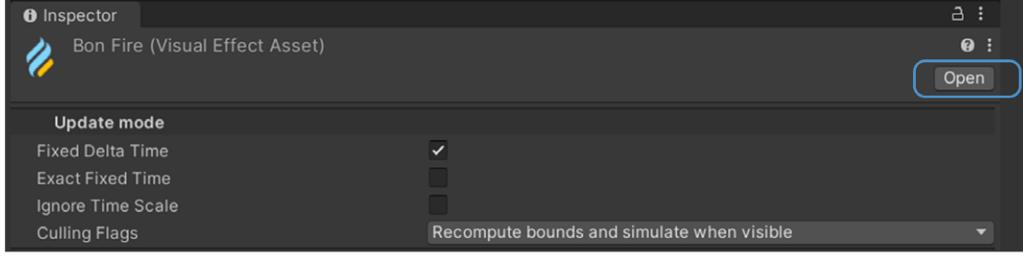 Inspector
Bon Fire (Visual Effect Asset)
Open
Update mode
Fixed Delta Time
Exact Fixed Time
Ignore Time Scale
Culling Flags Recompute bounds and simulate when visible